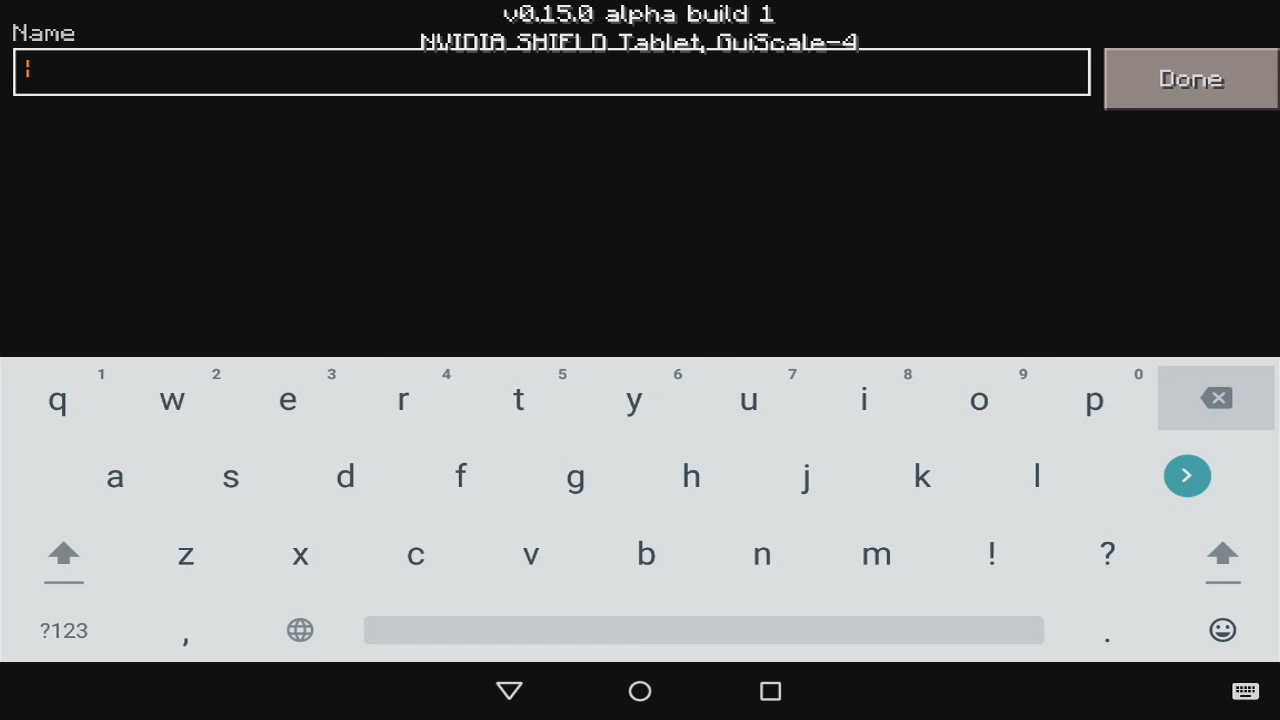 v0.15.0 alpha build 1
Name
NVIDIA SHIELD Tablet, GuiScale-4
Done
1 2 3 4 5 6 7 8 9 0
q w e r t y u i o p
a s d f g h j k l
z x c v b n m ! ?
?123 , .